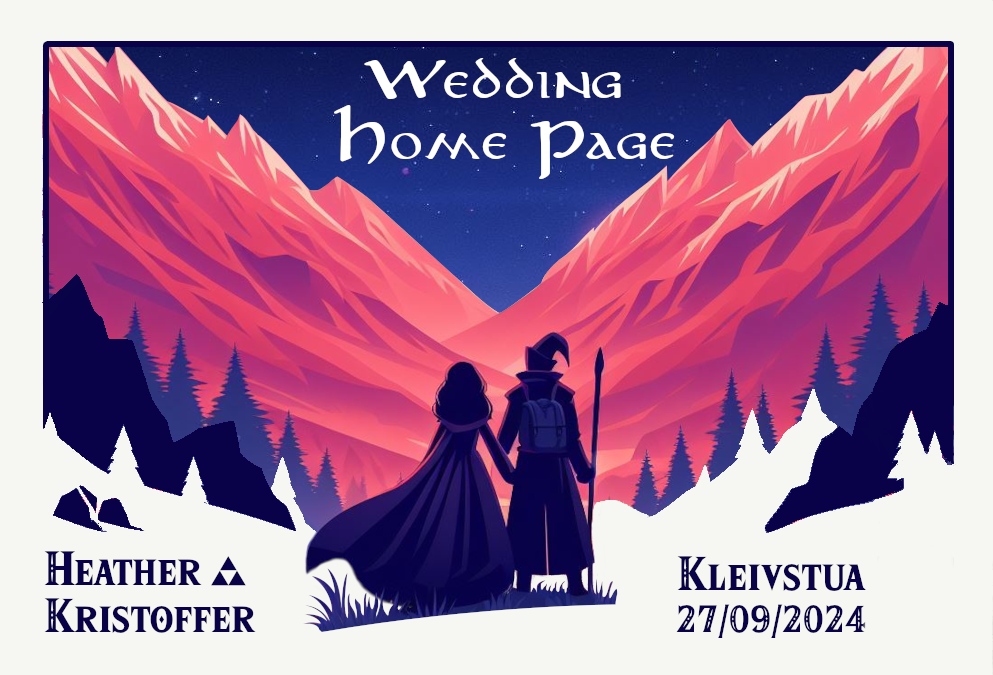 Wedding
Home Page
Heather
Kristoffer
Kleivstua
27/09/2024